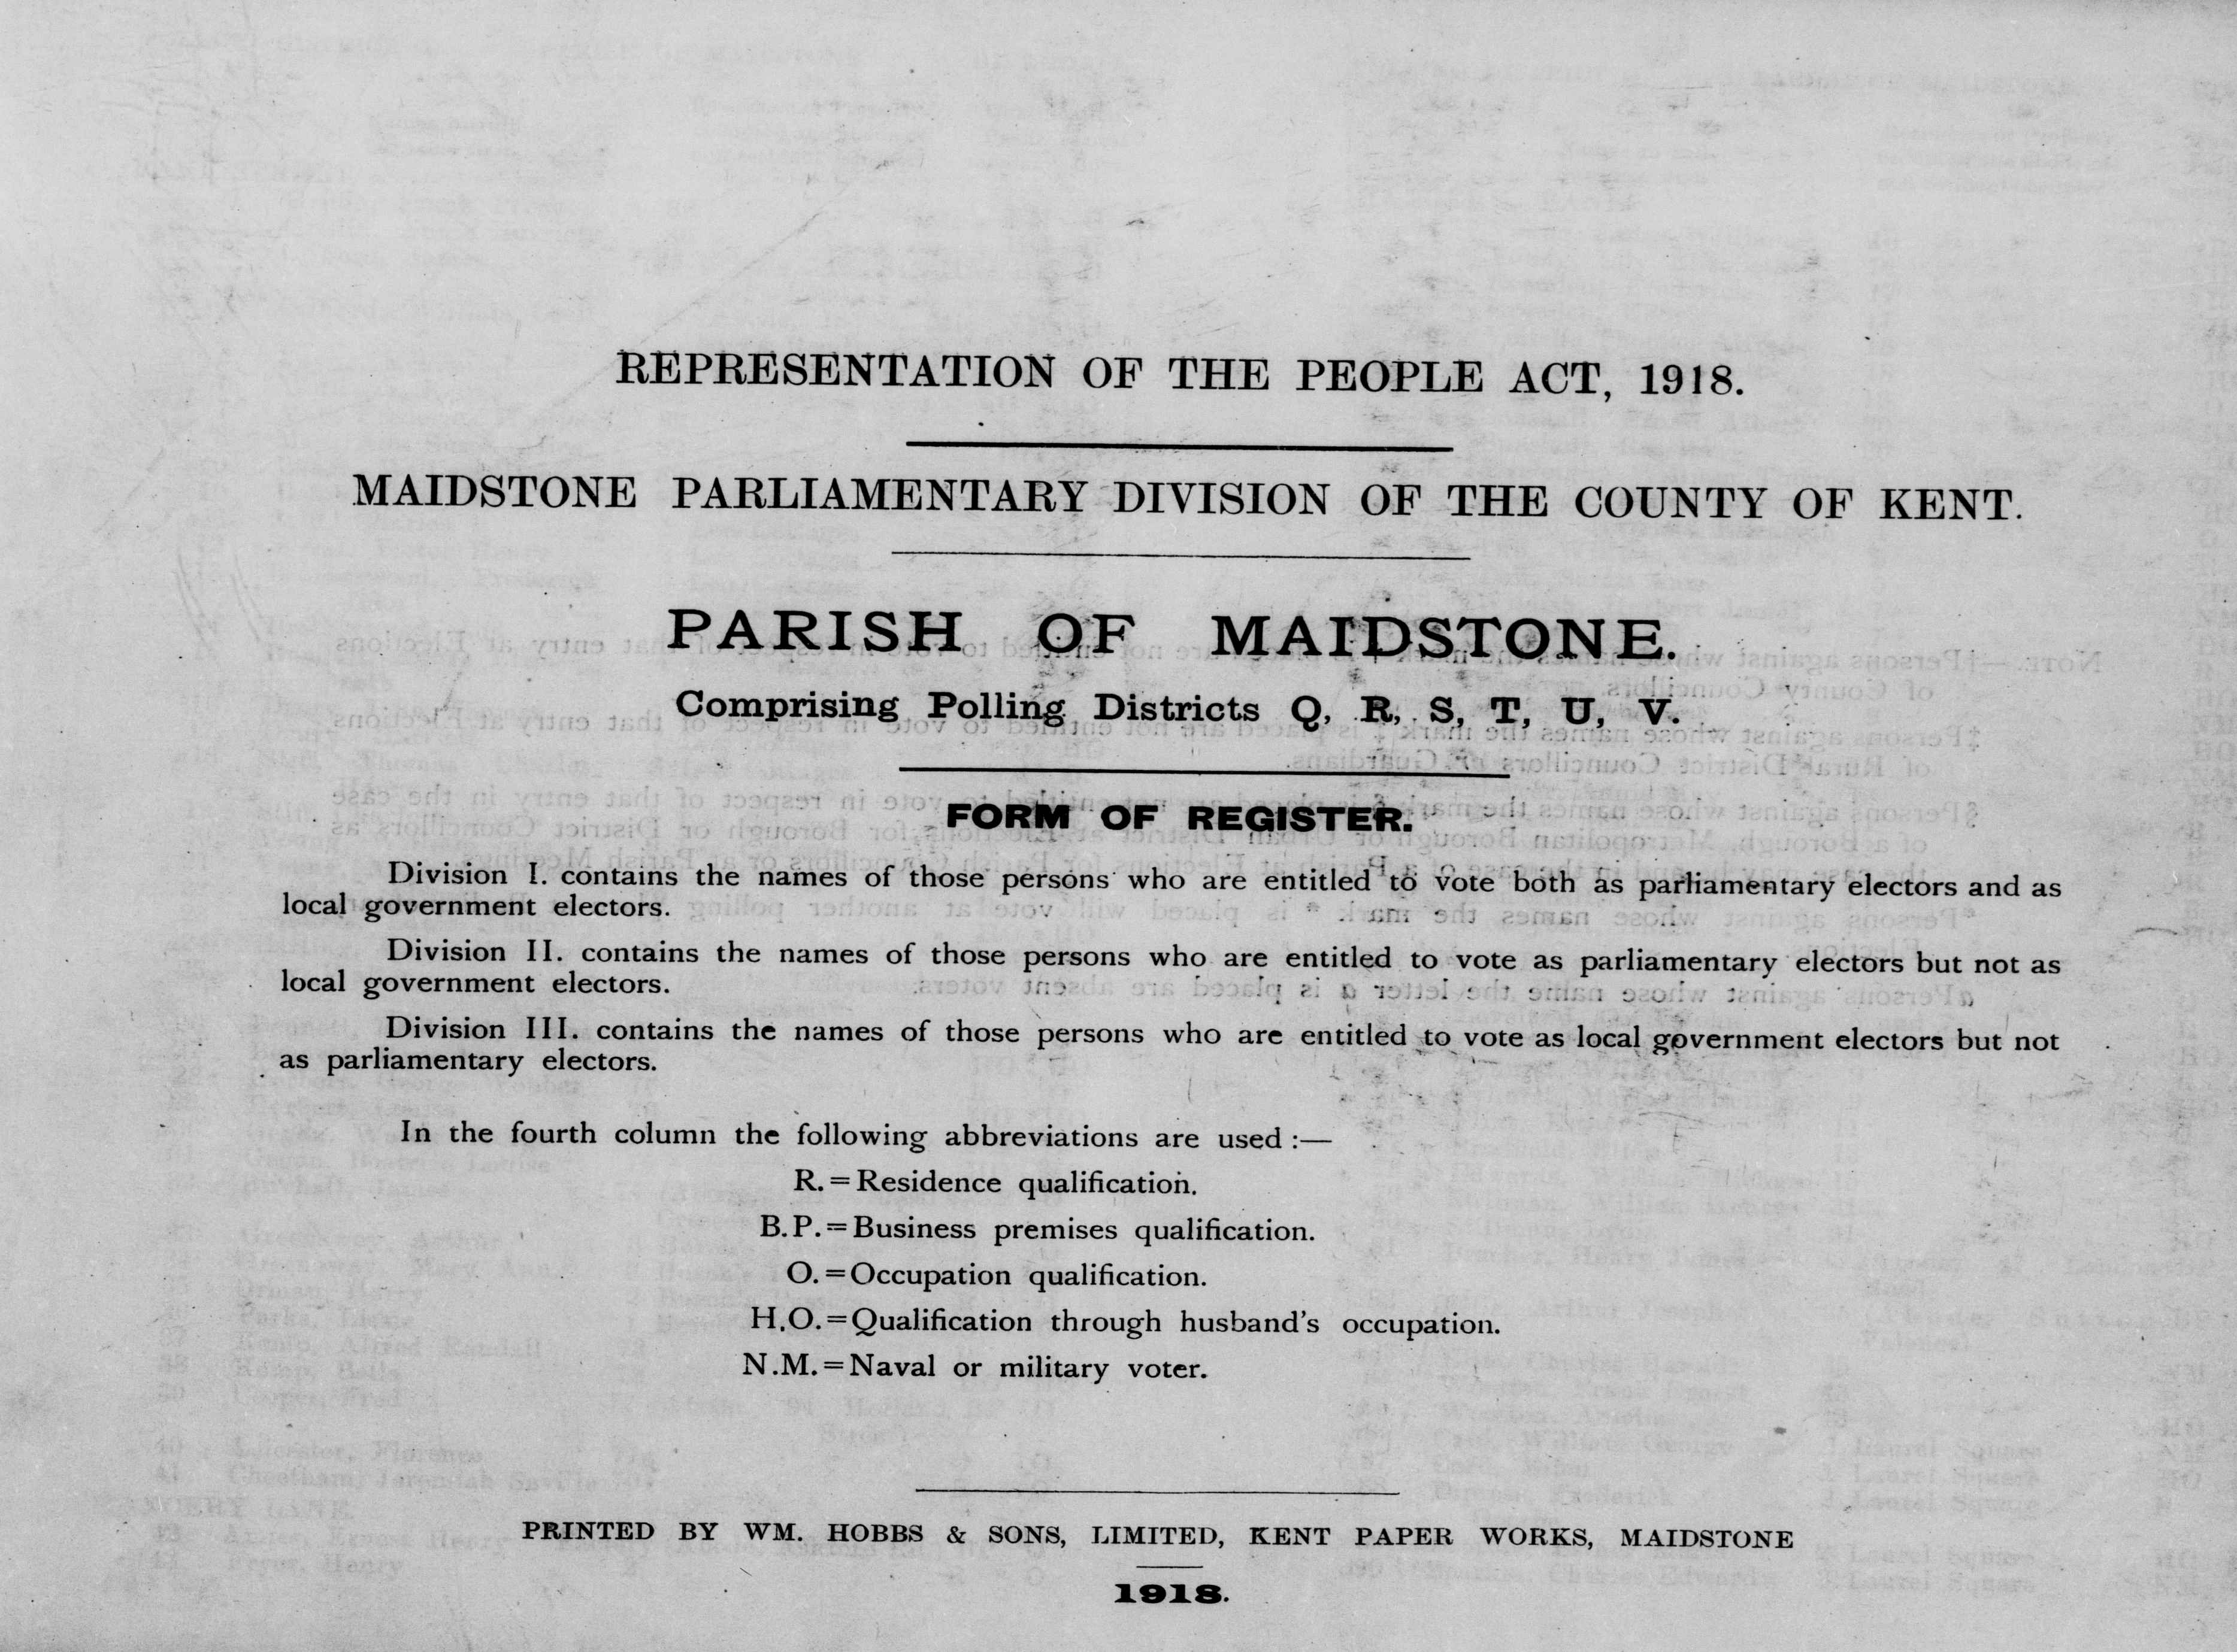 REPRESENTATION OF THE PEOPLE ACT, 1918.
MAIDSTONE PARLIAMENTARY DIVISION OF THE COUNTY OF KENT.
PARISH OF MAIDSTONE.
Comprising Polling Districts Q, R, S, T, U, V.
FORM OF REGISTER.
Division I. contains the names of those persons who are entitled to vote both as parliamentary electors and as
local government electors.
Division II. contains the names of those persons who are entitled to vote as parliamentary electors but not as
local government electors.
Division III. contains the names of those persons who are entitled to vote as local government electors but not
as parliamentary electors.
In the fourth column the following abbreviations are used :—
R.=Residence qualification.
B.P.=Business premises qualification.
O.=Occupation qualification.
H.O.=Qualification through husband's occupation.
N.M.=Naval or military voter.
PRINTED BY WM. HOBBS & SONS, LIMITED, KENT PAPER WORKS, MAIDSTONE
1918.